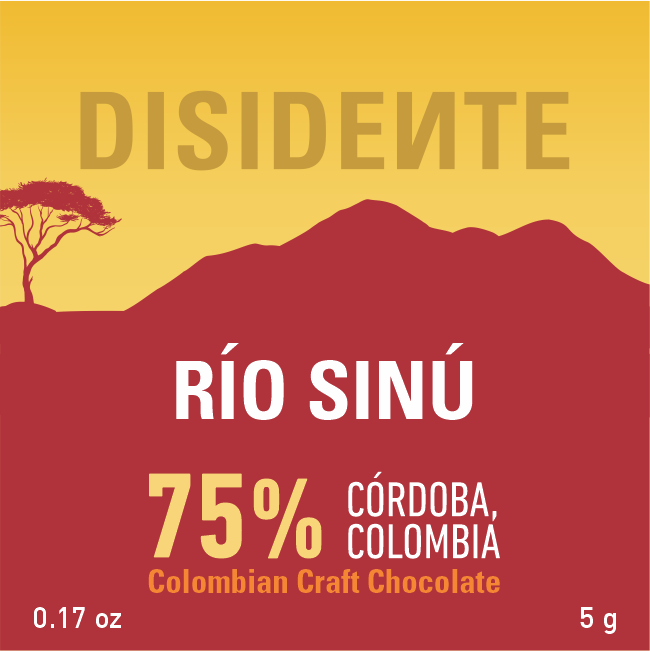 DISIDENTE
RÍO SINÚ
75% CÓRDOBA,
COLOMBIA
Colombian Craft Chocolate
0.17 oz 5 g